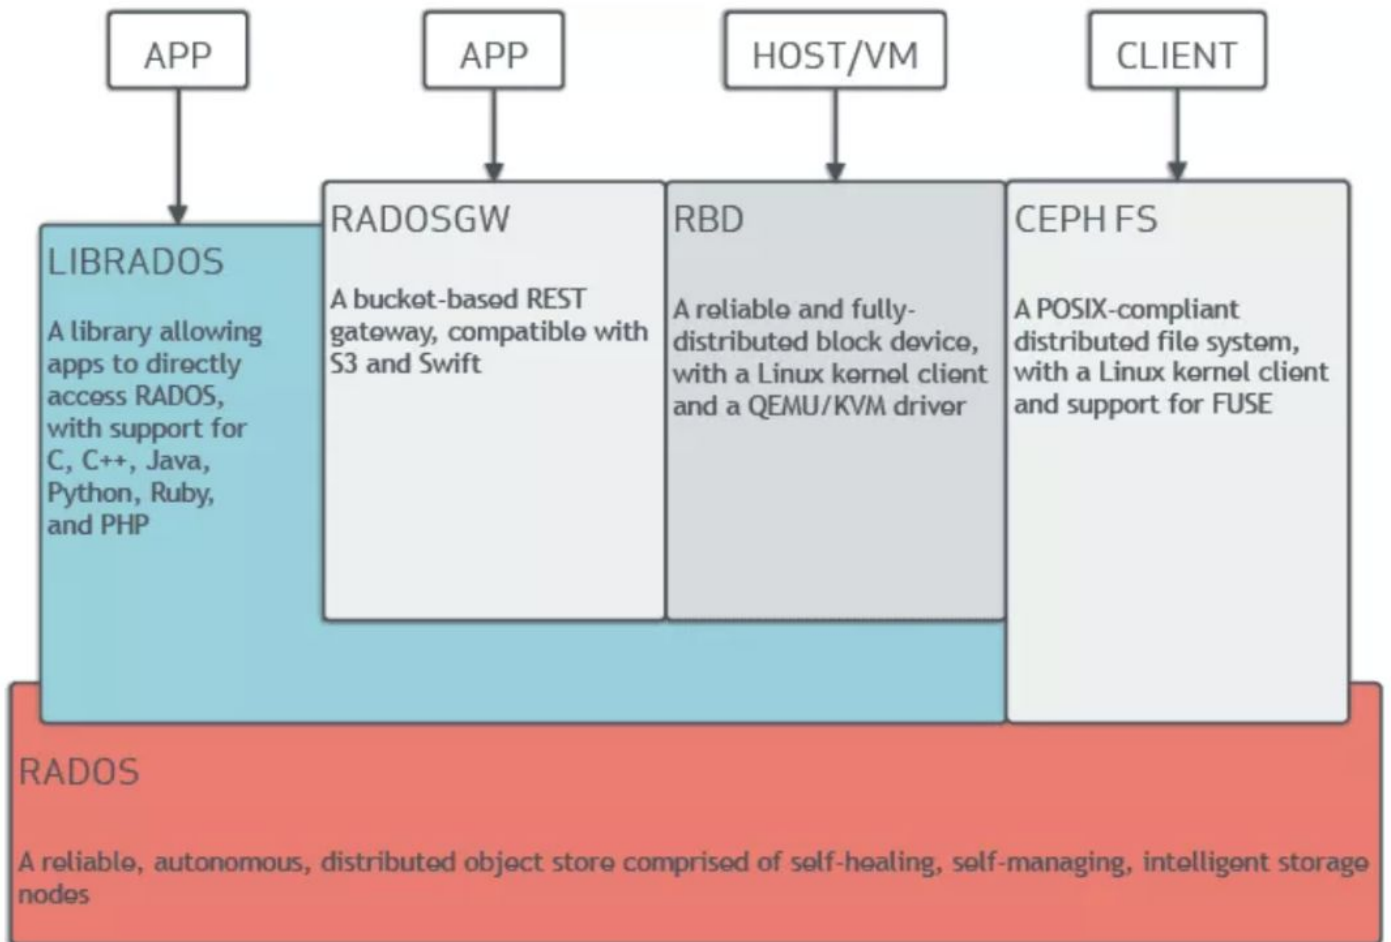 APP
APP
HOST/VM
CLIENT
LIBRADOS
A library allowing
apps to directly
access RADOS,
with support for
C, C++, Java,
Python, Ruby,
and PHP
RADOSGW
A bucket-based REST
gateway, compatible with
S3 and Swift
RBD
A reliable and fully-
distributed block device,
with a Linux kernel client
and a QEMU/KVM driver
CEPH FS
A POSIX-compliant
distributed file system,
with a Linux kernel client
and support for FUSE
RADOS
A reliable, autonomous, distributed object store comprised of self-healing, self-managing, intelligent storage
nodes